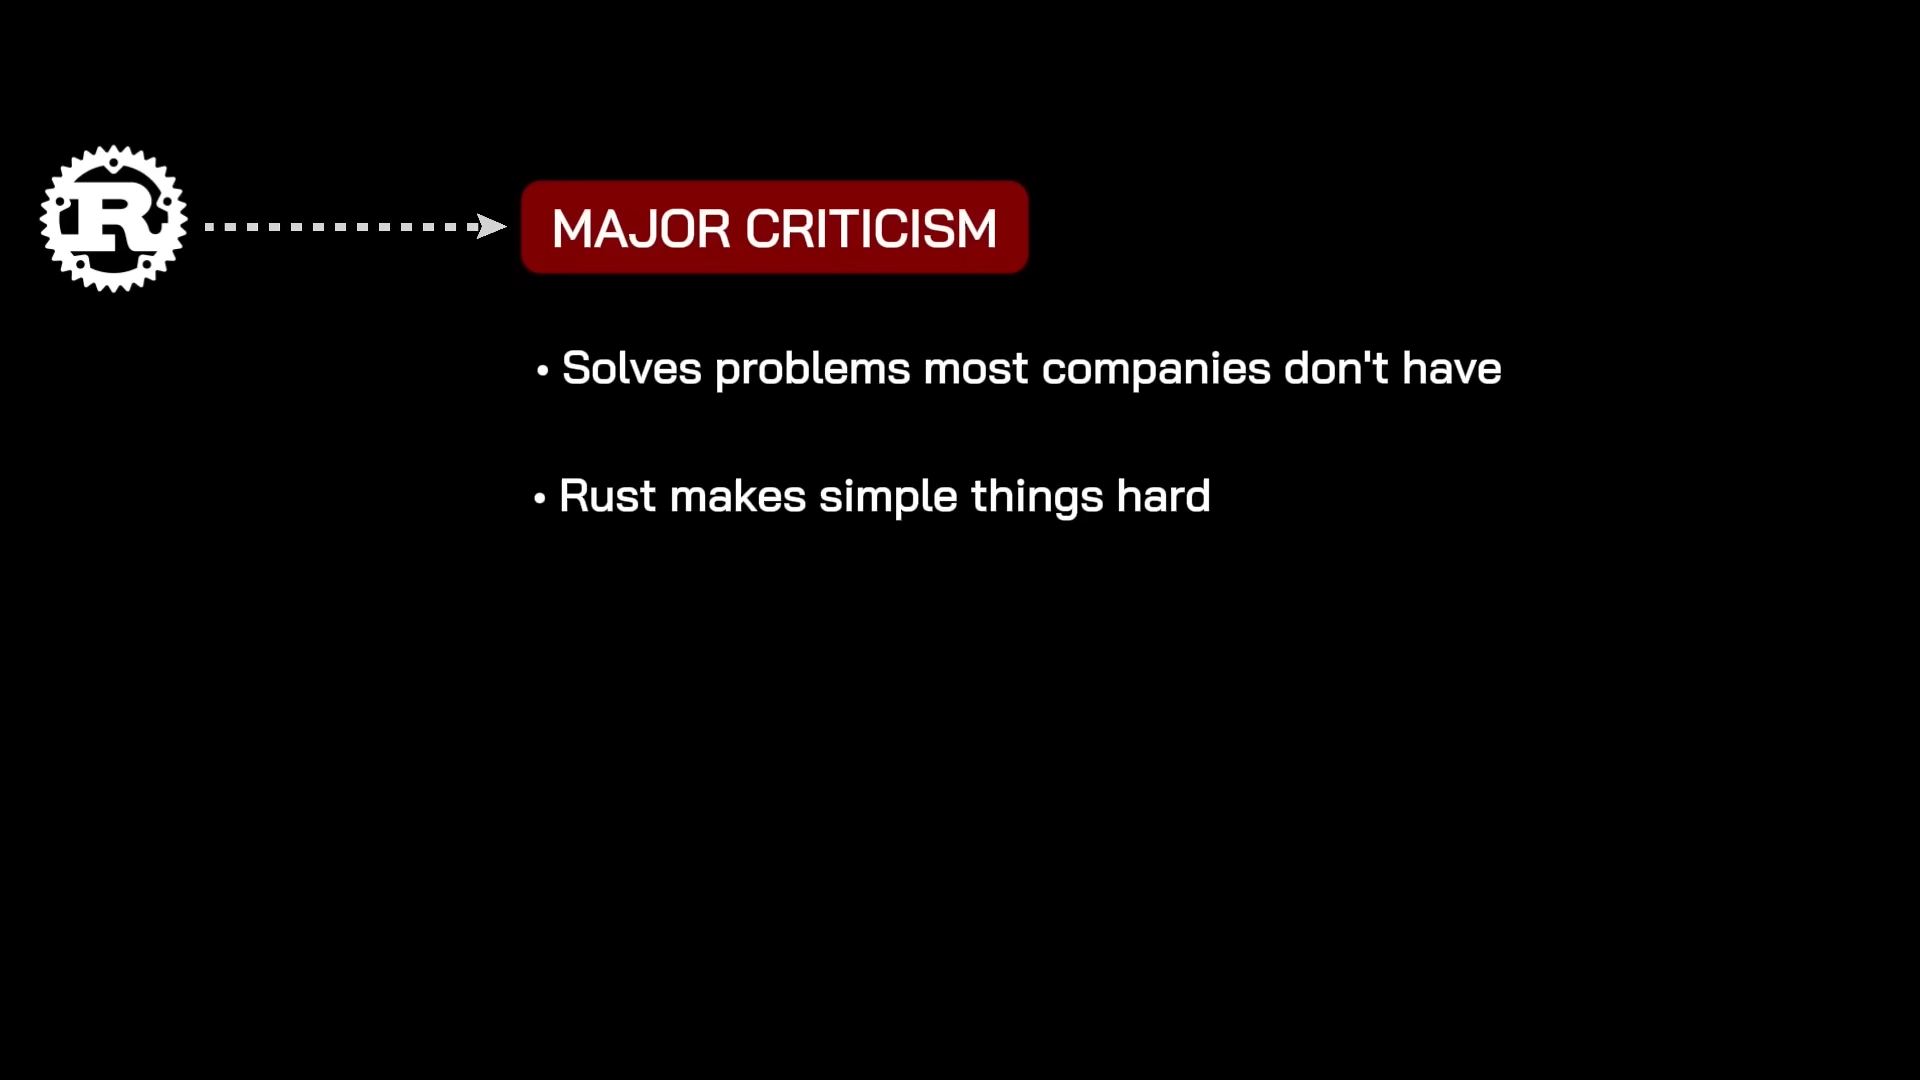 R
MAJOR CRITICISM
• Solves problems most companies don't have
• Rust makes simple things hard